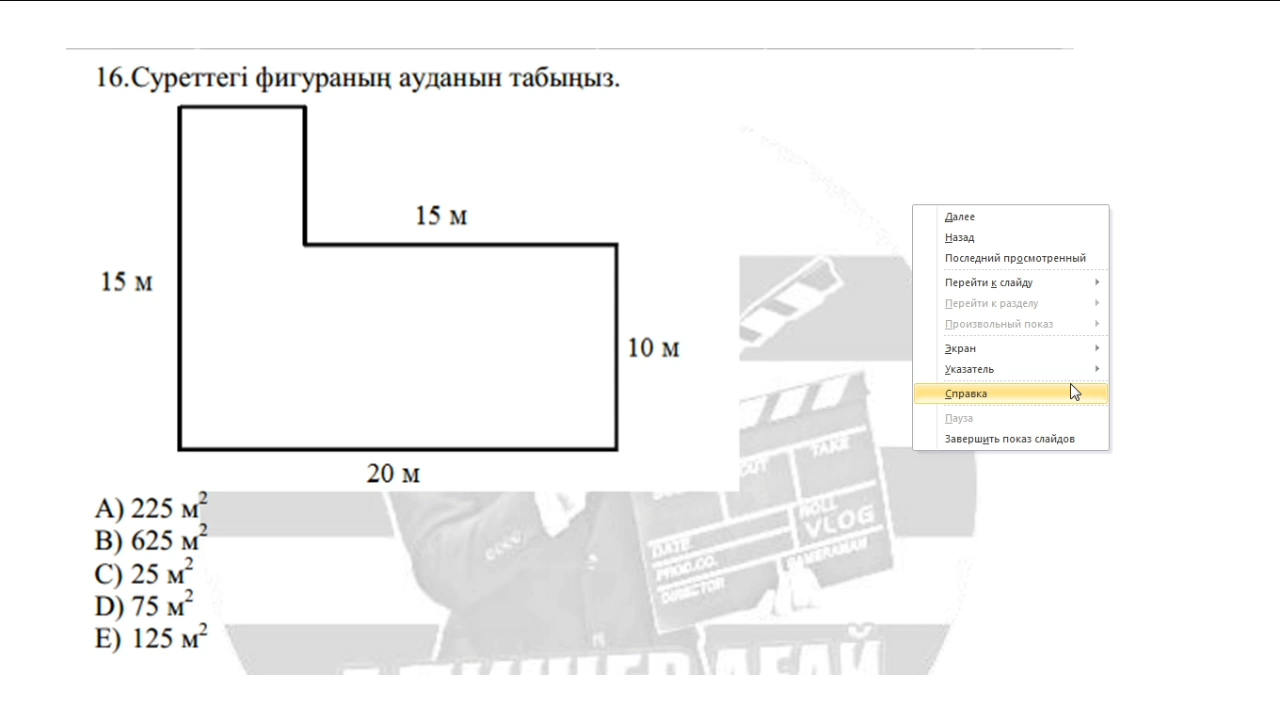 16.Суреттегі фигураның ауданын табыңыз.
15 м
15 м
10 м
20 м
A) 225 м²
B) 625 м²
C) 25 м²
D) 75 м²
E) 125 м²
Далее
Назад
Последний просмотренный
Перейти к слайду
Перейти к разделу
Произвольный показ
Экран
Указатель
Справка
Пауза
Завершить показ слайдов
TAKE
ROLL
VLOG
DATE
PROD.CO.
DIRECTOR
CAMERAMAN
АҒАЙ